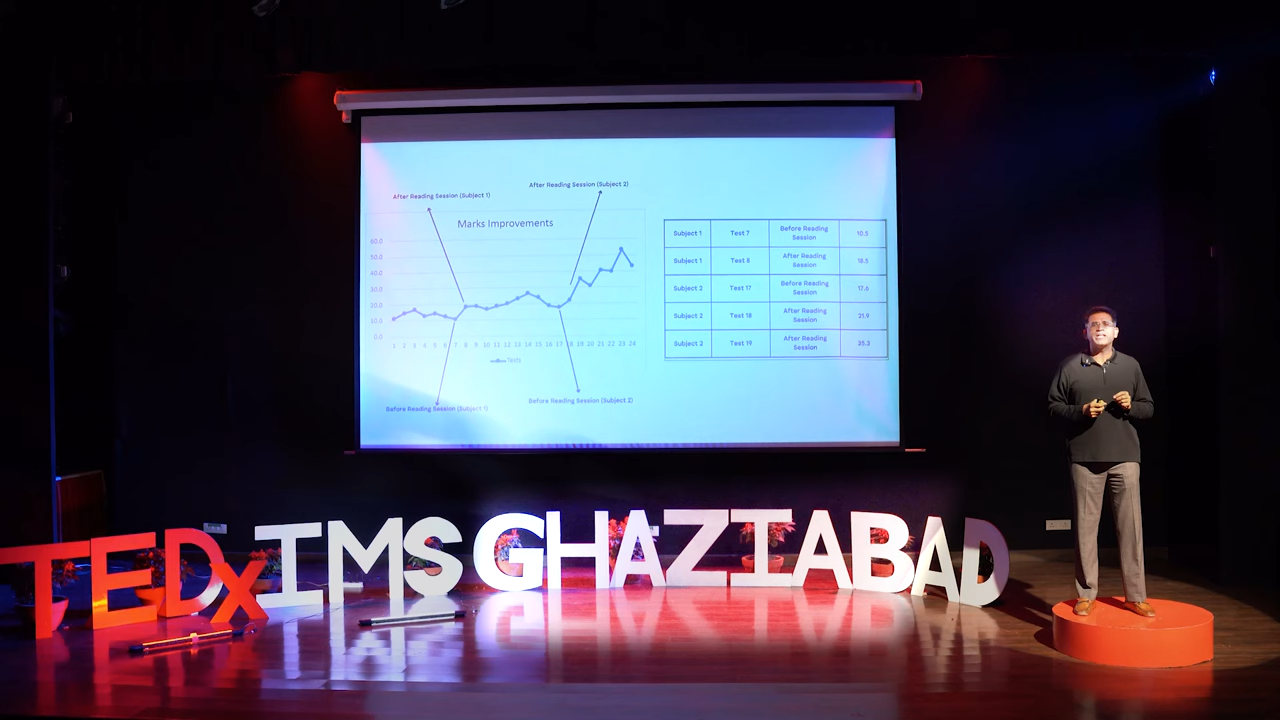 After Reading Session (Subject 2)
After Reading Session (Subject 1)
Marks Improvements
60.0
50.0
40.0
30.0
20.0
10.0
0.0
1 2 3 4 5 6 7 8 9 10 11 12 13 14 15 16 17 18 19 20 21 22 23 24
Tests
Before Reading Session (Subject 1)
Before Reading Session (Subject 2)
Subject 1 Test 7 Before Reading Session 10.5
Subject 1 Test 8 After Reading Session 18.5
Subject 2 Test 17 Before Reading Session 17.6
Subject 2 Test 18 After Reading Session 21.9
Subject 2 Test 19 After Reading Session 35.3
TEDx IMS GHAZIABAD